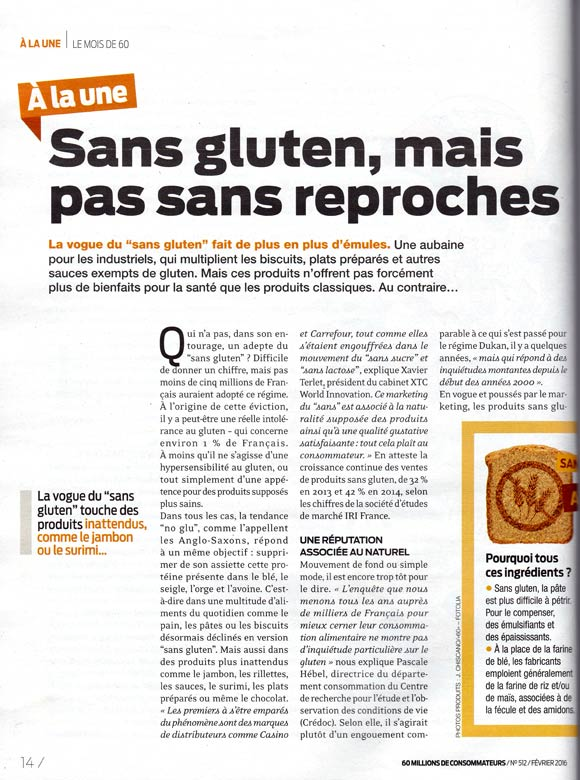 À LA UNE | LE MOIS DE 60
À la une
Sans gluten, mais
pas sans reproches
La vogue du “sans gluten” fait de plus en plus d’émules. Une aubaine
pour les industriels, qui multiplient les biscuits, plats préparés et autres
sauces exempts de gluten. Mais ces produits n’offrent pas forcément
plus de bienfaits pour la santé que les produits classiques. Au contraire…
Qui n’a pas, dans son en-
tourage, un adepte du
“sans gluten” ? Difficile
de donner un chiffre, mais pas
moins de cinq millions de Fran-
çais auraient adopté ce régime.
À l’origine de cette éviction,
il y a peut-être une réelle intolé-
rance au gluten – qui concerne
environ 1 % de Français.
À moins qu’il ne s’agisse d’une
hypersensibilité au gluten, ou
tout simplement d’une appé-
tence pour des produits supposés
plus sains.
Dans tous les cas, la tendance
“no glu”, comme l’appellent
les Anglo-Saxons, répond
à un même objectif : suppri-
mer de son assiette cette pro-
téine présente dans le blé, le
seigle, l’orge et l’avoine. C’est-
à-dire dans une multitude d’ali-
ments du quotidien comme le
pain, les pâtes ou les biscuits
désormais déclinés en version
“sans gluten”. Mais aussi dans
des produits plus inattendus
comme le jambon, les rillettes,
les sauces, le surimi, les plats
préparés ou même le chocolat.
« Les premiers à s’être emparés
du phénomène sont des marques
de distributeurs comme Casino
La vogue du “sans
gluten” touche des
produits inattendus,
comme le jambon
ou le surimi…
et Carrefour, tout comme elles
s’étaient engouffrées dans le
mouvement du “sans sucre” et
“sans lactose”, explique Xavier
Terlet, président du cabinet XTC
World Innovation. Ce marketing
du “sans” est associé à la natu-
ralité supposée des produits
ainsi qu’à une qualité gustative
satisfaisante : tout cela plaît au
consommateur. » En atteste la
croissance continue des ventes
de produits sans gluten, de 32 %
en 2013 et 42 % en 2014, selon
les chiffres de la société d’études
de marché IRI France.
UNE RÉPUTATION
ASSOCIÉE AU NATUREL
Mouvement de fond ou simple
mode, il est encore trop tôt pour
le dire. « L’enquête que nous
menons tous les ans auprès
de milliers de Français pour
mieux cerner leur consomma-
tion alimentaire ne montre pas
d’inquiétude particulière sur le
gluten » nous explique Pascale
Hébel, directrice du départe-
ment consommation du Centre
de recherche pour l’étude et l’ob-
servation des conditions de vie
(Crédoc). Selon elle, il s’agirait
plutôt d’un engouement com-
parable à ce qui s’est passé pour
le régime Dukan, il y a quelques
années, « mais qui répond à des
inquiétudes montantes depuis le
début des années 2000 ».
En vogue et poussés par le mar-
keting, les produits sans glu-
SAN
Pourquoi tous
ces ingrédients ?
● Sans gluten, la pâte
est plus difficile à pétrir.
Pour le compenser,
des émulsifiants et
des épaississants.
● À la place de la farine
de blé, les fabricants
emploient généralement
de la farine de riz et/ou
de maïs, associées à de
la fécule et des amidons.
PHOTOS PRODUITS : J. CHISCANO/«60» – FOTOLIA
14 /
60 MILLIONS DE CONSOMMATEURS / N° 512 / FÉVRIER 2016